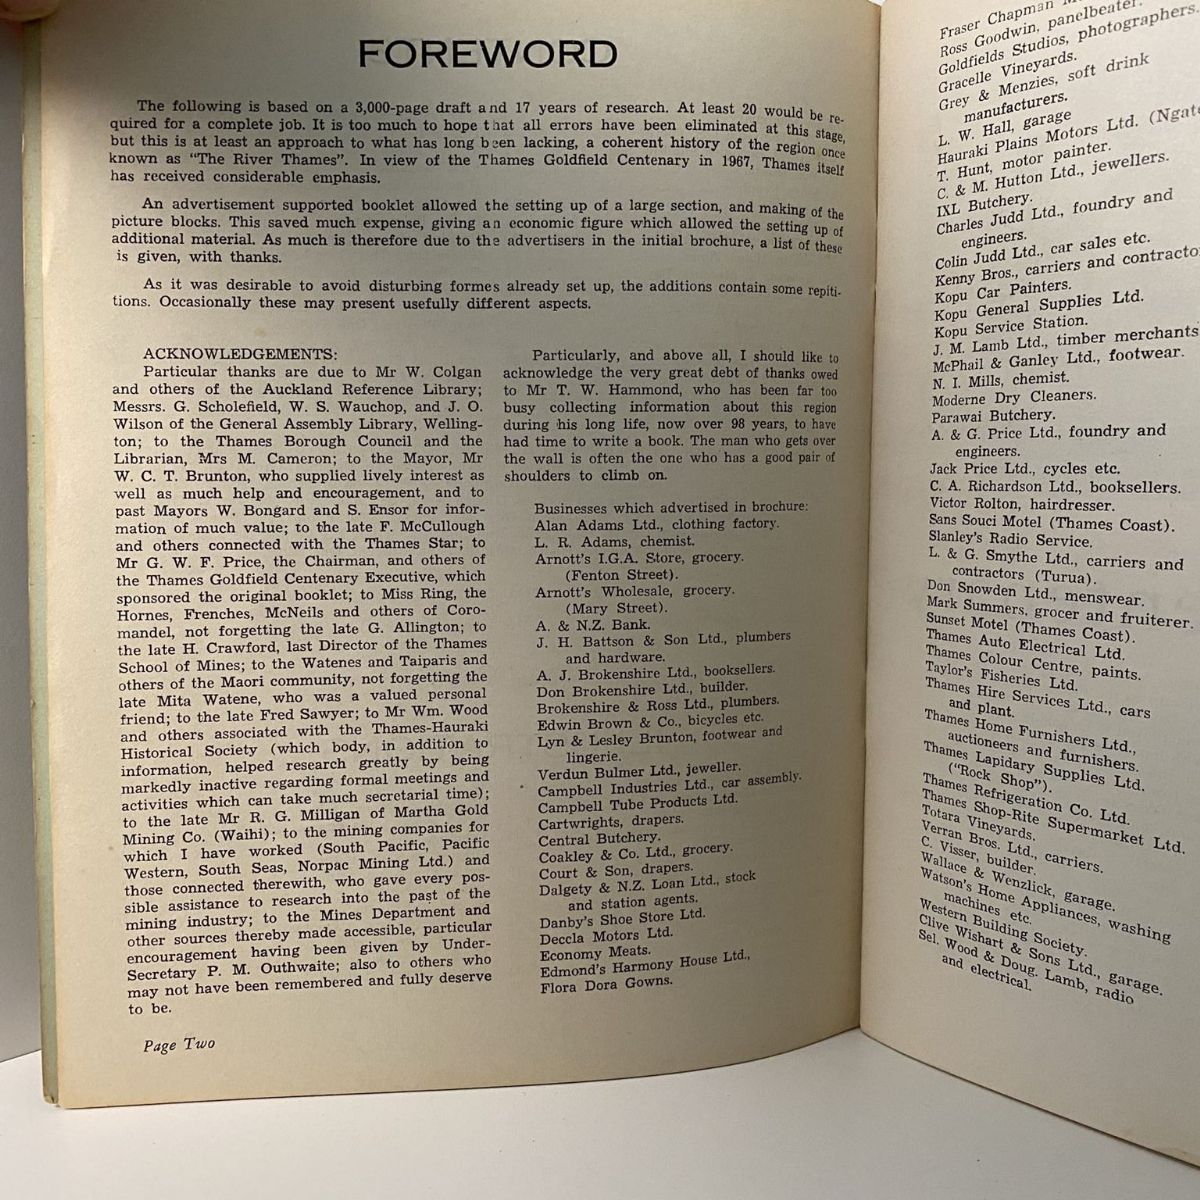 FOREWORD
The following is based on a 3,000-page draft and 17 years of research. At least 20 would be re-
quired for a complete job. It is too much to hope that all errors have been eliminated at this stage,
but this is at least an approach to what has long been lacking, a coherent history of the region once
known as "The River Thames". In view of the Thames Goldfield Centenary in 1967, Thames itself
has received considerable emphasis.
An advertisement supported booklet allowed the setting up of a large section, and making of the
picture blocks. This saved much expense, giving an economic figure which allowed the setting up of
additional material. As much is therefore due to the advertisers in the initial brochure, a list of these
is given, with thanks.
As it was desirable to avoid disturbing formes already set up, the additions contain some repiti-
tions. Occasionally these may present usefully different aspects.
ACKNOWLEDGEMENTS:
Particular thanks are due to Mr W. Colgan
and others of the Auckland Reference Library;
Messrs. G. Scholefield, W. S. Wauchop, and J. O.
Wilson of the General Assembly Library, Welling-
ton; to the Thames Borough Council and the
Librarian, Mrs M. Cameron; to the Mayor, Mr
W. C. T. Brunton, who supplied lively interest as
well as much help and encouragement, and to
past Mayors W. Bongard and S. Ensor for infor-
mation of much value; to the late F. McCullough
and others connected with the Thames Star; to
Mr G. W. F. Price, the Chairman, and others of
the Thames Goldfield Centenary Executive, which
sponsored the original booklet; to Miss Ring, the
Hornes, Frenches, McNeils and others of Coro-
mandel, not forgetting the late G. Allington; to
the late H. Crawford, last Director of the Thames
School of Mines; to the Watenes and Taiparis and
others of the Maori community, not forgetting the
late Mita Watene, who was a valued personal
friend; to the late Fred Sawyer; to Mr Wm. Wood
and others associated with the Thames-Hauraki
Historical Society (which body, in addition to
information, helped research greatly by being
markedly inactive regarding formal meetings and
activities which can take much secretarial time);
to the late Mr R. G. Milligan of Martha Gold
Mining Co. (Waihi); to the mining companies for
which I have worked (South Pacific, Pacific
Western, South Seas, Norpac Mining Ltd.) and
those connected therewith, who gave every pos-
sible assistance to research into the past of the
mining industry; to the Mines Department and
other sources thereby made accessible, particular
encouragement having been given by Under-
Secretary P. M. Outhwaite; also to others who
may not have been remembered and fully deserve
to be.
Page Two
Particularly, and above all, I should like to
acknowledge the very great debt of thanks owed
to Mr T. W. Hammond, who has been far too
busy collecting information about this region
during his long life, now over 98 years, to have
had time to write a book. The man who gets over
the wall is often the one who has a good pair of
shoulders to climb on.
Businesses which advertised in brochure:
Alan Adams Ltd., clothing factory.
L. R. Adams, chemist.
Arnott's I.G.A. Store, grocery.
(Fenton Street).
Arnott's Wholesale, grocery.
(Mary Street).
A. & N.Z. Bank.
J. H. Battson & Son Ltd., plumbers
and hardware.
A. J. Brokenshire Ltd., booksellers.
Don Brokenshire Ltd., builder.
Brokenshire & Ross Ltd., plumbers.
Edwin Brown & Co., bicycles etc.
Lyn & Lesley Brunton, footwear and
lingerie.
Verdun Bulmer Ltd., jeweller.
Campbell Industries Ltd., car assembly.
Campbell Tube Products Ltd.
Cartwrights, drapers.
Central Butchery.
Coakley & Co. Ltd., grocery.
Court & Son, drapers.
Dalgety & N.Z. Loan Ltd., stock
and station agents.
Danby's Shoe Store Ltd.
Deccla Motors Ltd.
Economy Meats.
Edmond's Harmony House Ltd.,
Flora Dora Gowns.
Fraser Chapman
Ross Goodwin, panelbeater.
Goldfields Studios, photographers.
Gracelle Vineyards.
Grey & Menzies, soft drink
manufacturers.
L. W. Hall, garage
Hauraki Plains Motors Ltd. (Ngate
T. Hunt, motor painter.
C. & M. Hutton Ltd., jewellers.
IXL Butchery.
Charles Judd Ltd., foundry and
engineers.
Colin Judd Ltd., car sales etc.
Kenny Bros., carriers and contracto
Kopu Car Painters.
Kopu General Supplies Ltd.
Kopu Service Station.
J. M. Lamb Ltd., timber merchants
McPhail & Ganley Ltd., footwear.
N. I. Mills, chemist.
Moderne Dry Cleaners.
Parawai Butchery.
A. & G. Price Ltd., foundry and
engineers.
Jack Price Ltd., cycles etc.
C. A. Richardson Ltd., booksellers.
Victor Rolton, hairdresser.
Sans Souci Motel (Thames Coast).
Slanley's Radio Service.
L. & G. Smythe Ltd., carriers and
contractors (Turua).
Don Snowden Ltd., menswear.
Mark Summers, grocer and fruiterer.
Sunset Motel (Thames Coast).
Thames Auto Electrical Ltd.
Thames Colour Centre, paints.
Taylor's Fisheries Ltd.
Thames Hire Services Ltd., cars
and plant.
Thames Home Furnishers Ltd.,
auctioneers and furnishers.
Thames Lapidary Supplies Ltd.
("Rock Shop").
Thames Refrigeration Co. Ltd.
Thames Shop-Rite Supermarket Ltd.
Totara Vineyards.
Verran Bros. Ltd., carriers.
C. Visser, builder.
Wallace & Wenzlick, garage.
Watson's Home Appliances, washing
machines etc.
Western Building Society.
Clive Wishart & Sons Ltd., garage.
Sel. Wood & Doug. Lamb, radio
and electrical.